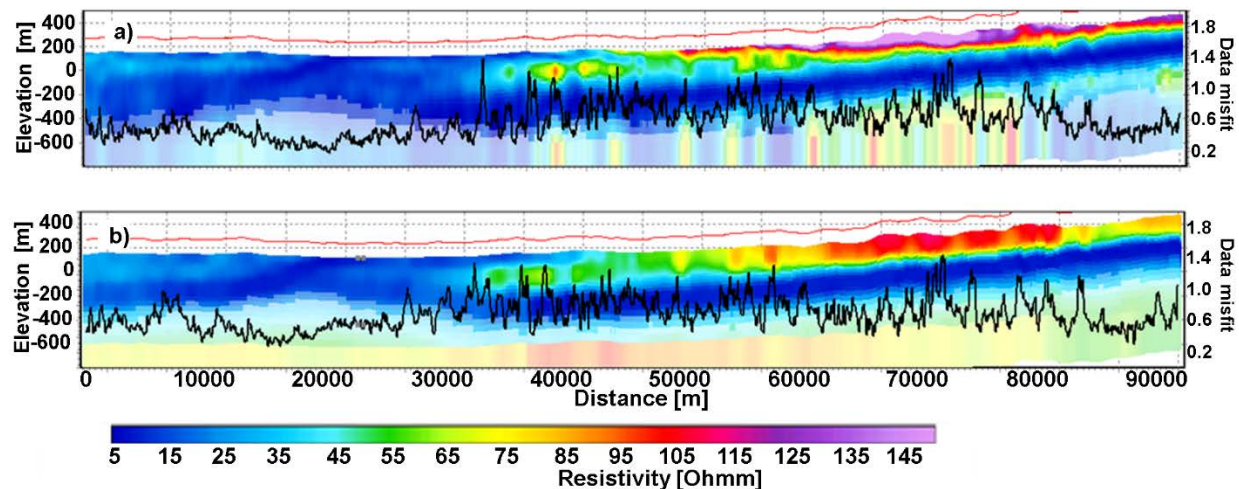 a)
Elevation [m]
400
200
0
-200
-400
-600
1.8
1.4
1.0
0.6
0.2
Data misfit
b)
Elevation [m]
400
200
0
-200
-400
-600
1.8
1.4
1.0
0.6
0.2
Data misfit
0 10000 20000 30000 40000 50000 60000 70000 80000 90000
Distance [m]
5 15 25 35 45 55 65 75 85 95 105 115 125 135 145
Resistivity [Ohmm]